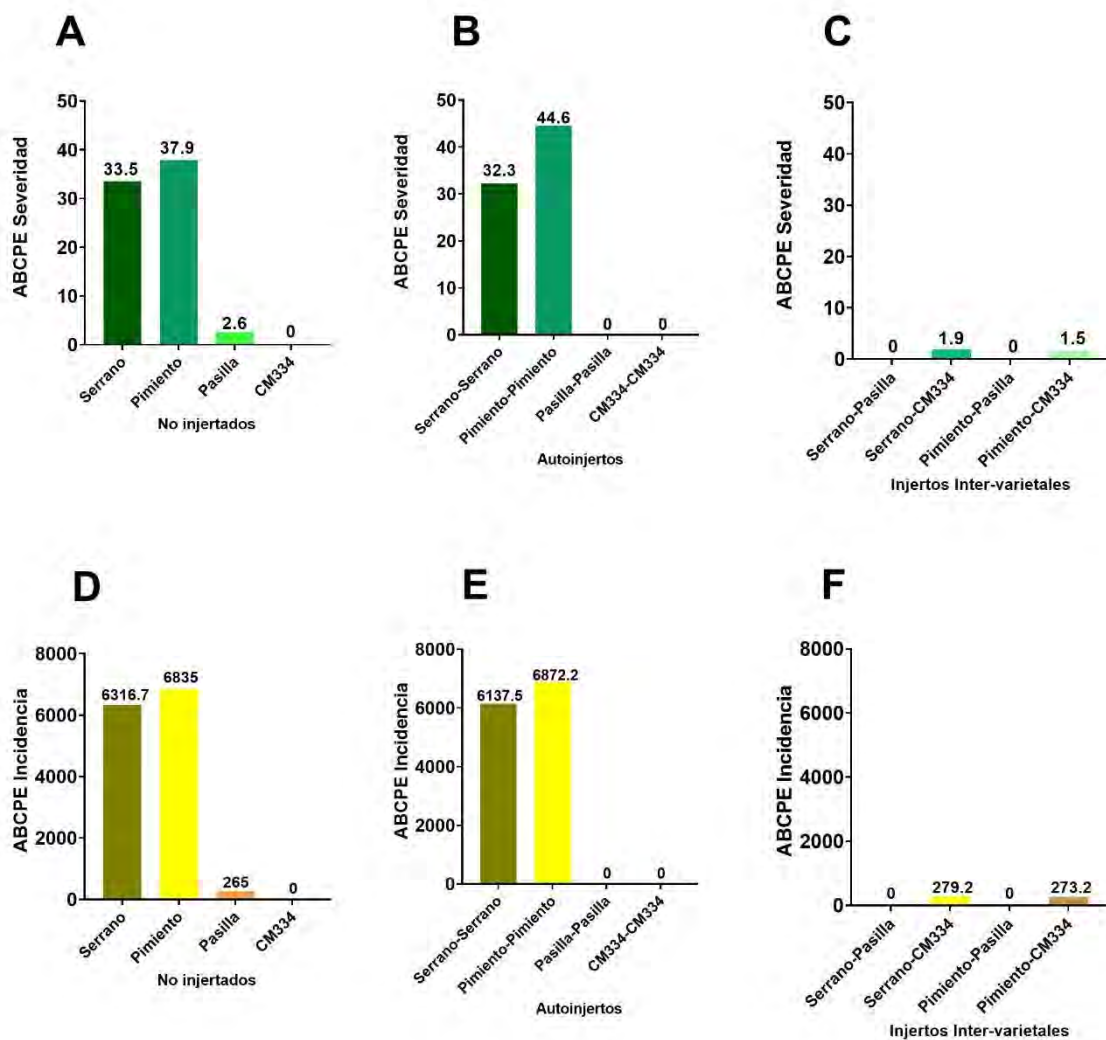 A
ABCPE Severidad
50
40
30
20
10
0
33.5
37.9
2.6
0
Serrano
Pimiento
Pasilla
CM334
No injertados
B
ABCPE Severidad
50
40
30
20
10
0
32.3
44.6
0
0
Serrano-Serrano
Pimiento-Pimiento
Pasilla-Pasilla
CM334-CM334
Autoinjertos
C
ABCPE Severidad
50
40
30
20
10
0
0
1.9
0
1.5
Serrano-Pasilla
Serrano-CM334
Pimiento-Pasilla
Pimiento-CM334
Injertos Inter-varietales
D
ABCPE Incidencia
8000
6000
4000
2000
0
6316.7
6835
265
0
Serrano
Pimiento
Pasilla
CM334
No injertados
E
ABCPE Incidencia
8000
6000
4000
2000
0
6137.5
6872.2
0
0
Serrano-Serrano
Pimiento-Pimiento
Pasilla-Pasilla
CM334-CM334
Autoinjertos
F
ABCPE Incidencia
8000
6000
4000
2000
0
0
279.2
0
273.2
Serrano-Pasilla
Serrano-CM334
Pimiento-Pasilla
Pimiento-CM334
Injertos Inter-varietales